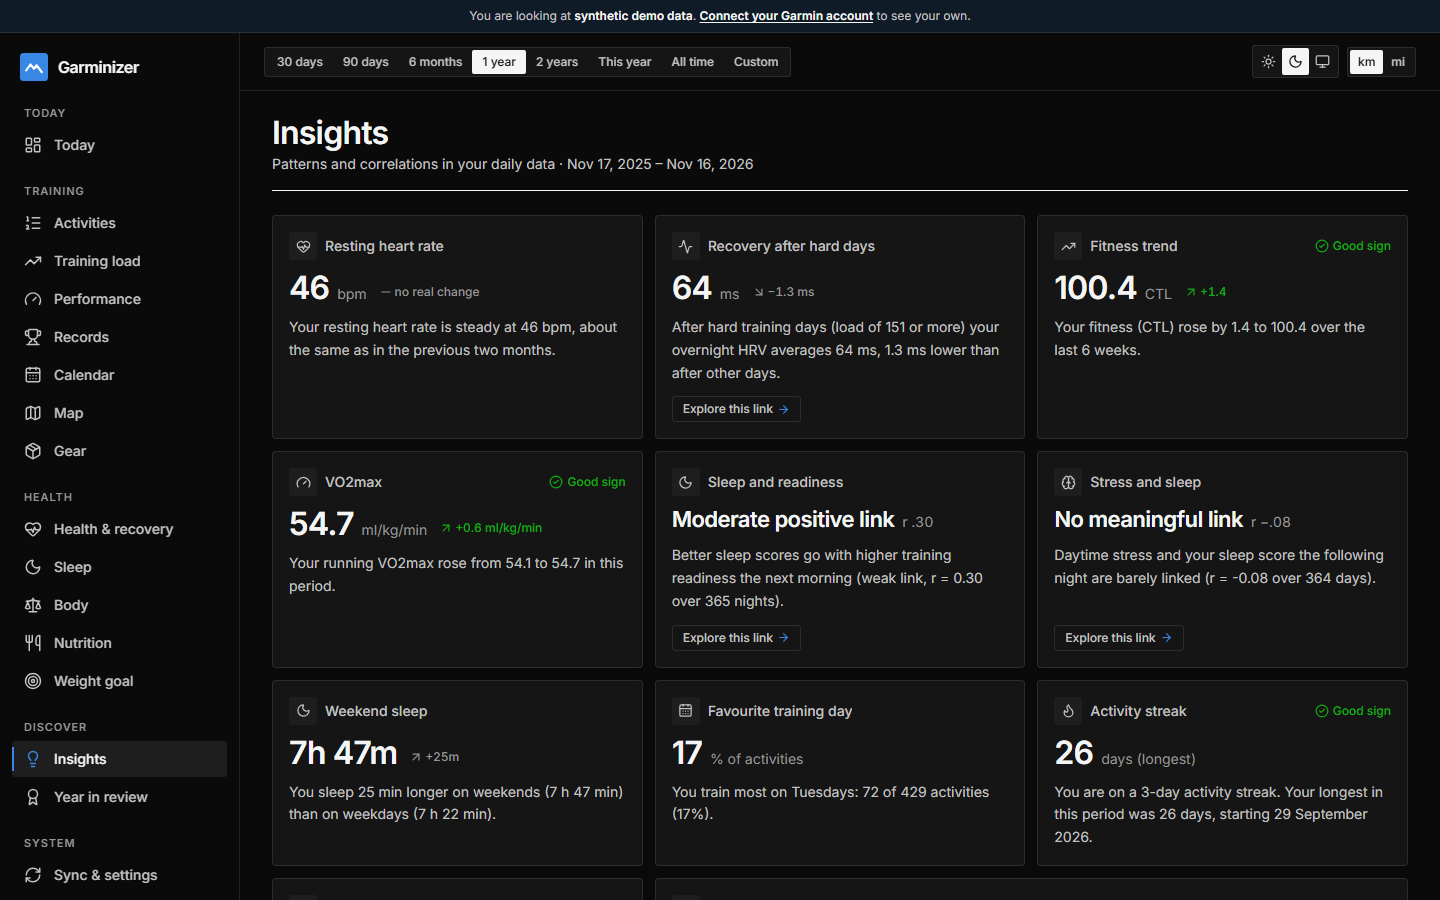 You are looking at synthetic demo data. Connect your Garmin account to see your own.
Garminizer
TODAY
Today
TRAINING
Activities
Training load
Performance
Records
Calendar
Map
Gear
HEALTH
Health & recovery
Sleep
Body
Nutrition
Weight goal
DISCOVER
Insights
Year in review
SYSTEM
Sync & settings
30 days 90 days 6 months 1 year 2 years This year All time Custom
km mi
Insights
Patterns and correlations in your daily data · Nov 17, 2025 – Nov 16, 2026
Resting heart rate
46 bpm — no real change
Your resting heart rate is steady at 46 bpm, about
the same as in the previous two months.
Recovery after hard days
64 ms ↘ −1.3 ms
After hard training days (load of 151 or more) your
overnight HRV averages 64 ms, 1.3 ms lower than
after other days.
Explore this link →
Fitness trend Good sign
100.4 CTL ↗ +1.4
Your fitness (CTL) rose by 1.4 to 100.4 over the
last 6 weeks.
VO2max Good sign
54.7 ml/kg/min ↗ +0.6 ml/kg/min
Your running VO2max rose from 54.1 to 54.7 in this
period.
Sleep and readiness
Moderate positive link r .30
Better sleep scores go with higher training
readiness the next morning (weak link, r = 0.30
over 365 nights).
Explore this link →
Stress and sleep
No meaningful link r −.08
Daytime stress and your sleep score the following
night are barely linked (r = -0.08 over 364 days).
Explore this link →
Weekend sleep
7h 47m ↗ +25m
You sleep 25 min longer on weekends (7 h 47 min)
than on weekdays (7 h 22 min).
Favourite training day
17 % of activities
You train most on Tuesdays: 72 of 429 activities
(17%).
Activity streak Good sign
26 days (longest)
You are on a 3-day activity streak. Your longest in
this period was 26 days, starting 29 September
2026.